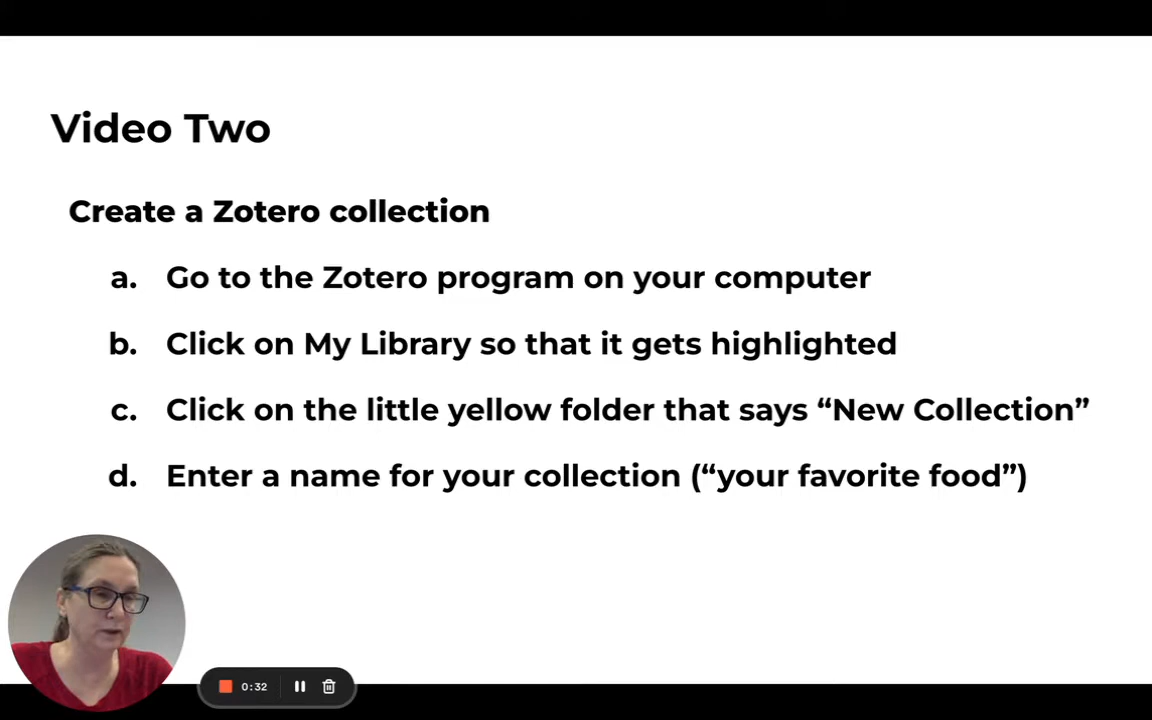 Video Two
Create a Zotero collection
a. Go to the Zotero program on your computer
b. Click on My Library so that it gets highlighted
c. Click on the little yellow folder that says “New Collection”
d. Enter a name for your collection (“your favorite food”)
0:32